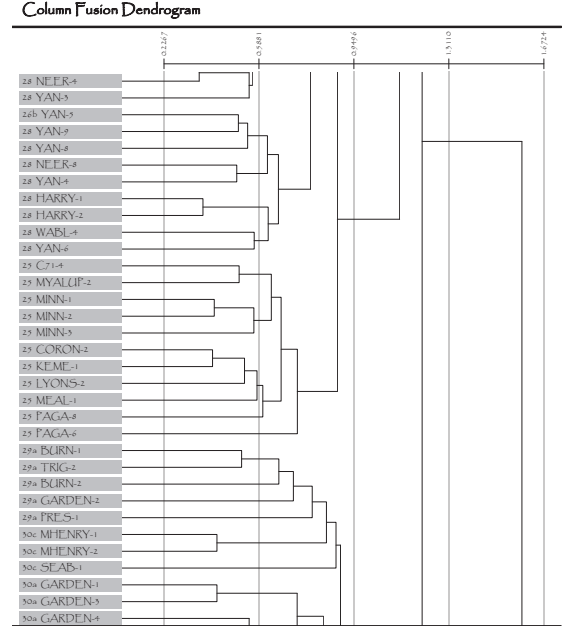 Column Fusion Dendrogram
0.2267
0.5881
0.9496
1.3110
1.6724
28 NEER-4
28 YAN-3
26b YAN-5
28 YAN-9
28 YAN-8
28 NEER-8
28 YAN-4
28 HARRY-1
28 HARRY-2
28 WABL-4
28 YAN-6
25 C71-4
25 MYALUP-2
25 MINN-1
25 MINN-2
25 MINN-3
25 CORON-2
25 KEME-1
25 LYONS-2
25 MEAL-1
25 PAGA-8
25 PAGA-6
29a BURN-1
29a TRIG-2
29a BURN-2
29a GARDEN-2
29a PRES-1
30c MHENRY-1
30c MHENRY-2
30c SEAB-1
30a GARDEN-1
30a GARDEN-3
30a GARDEN-4